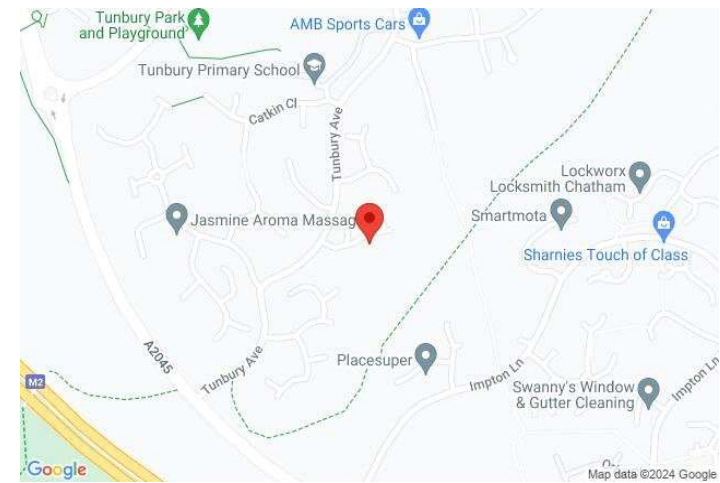 Tunbury Park
and Playground
AMB Sports Cars
Tunbury Primary School
Catkin Cl
Tunbury Ave
Lockworx
Locksmith Chatham
Jasmine Aroma Massag
Smartmota
Sharnies Touch of Class
A2045
Placesuper
Tunbury Ave
Impton Ln
M2
Swanny's Window
& Gutter Cleaning
Impton Ln
Google
Map data ©2024 Google